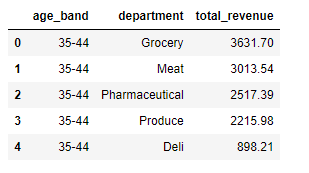 age_band department total_revenue
0 35-44 Grocery 3631.70
1 35-44 Meat 3013.54
2 35-44 Pharmaceutical 2517.39
3 35-44 Produce 2215.98
4 35-44 Deli 898.21